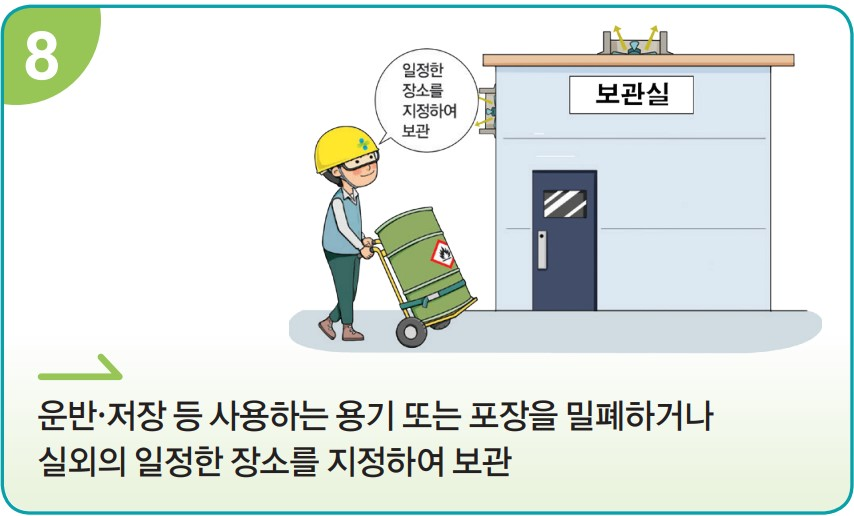 8
일정한
장소를
지정하여
보관
보관실
운반·저장 등 사용하는 용기 또는 포장을 밀폐하거나
실외의 일정한 장소를 지정하여 보관